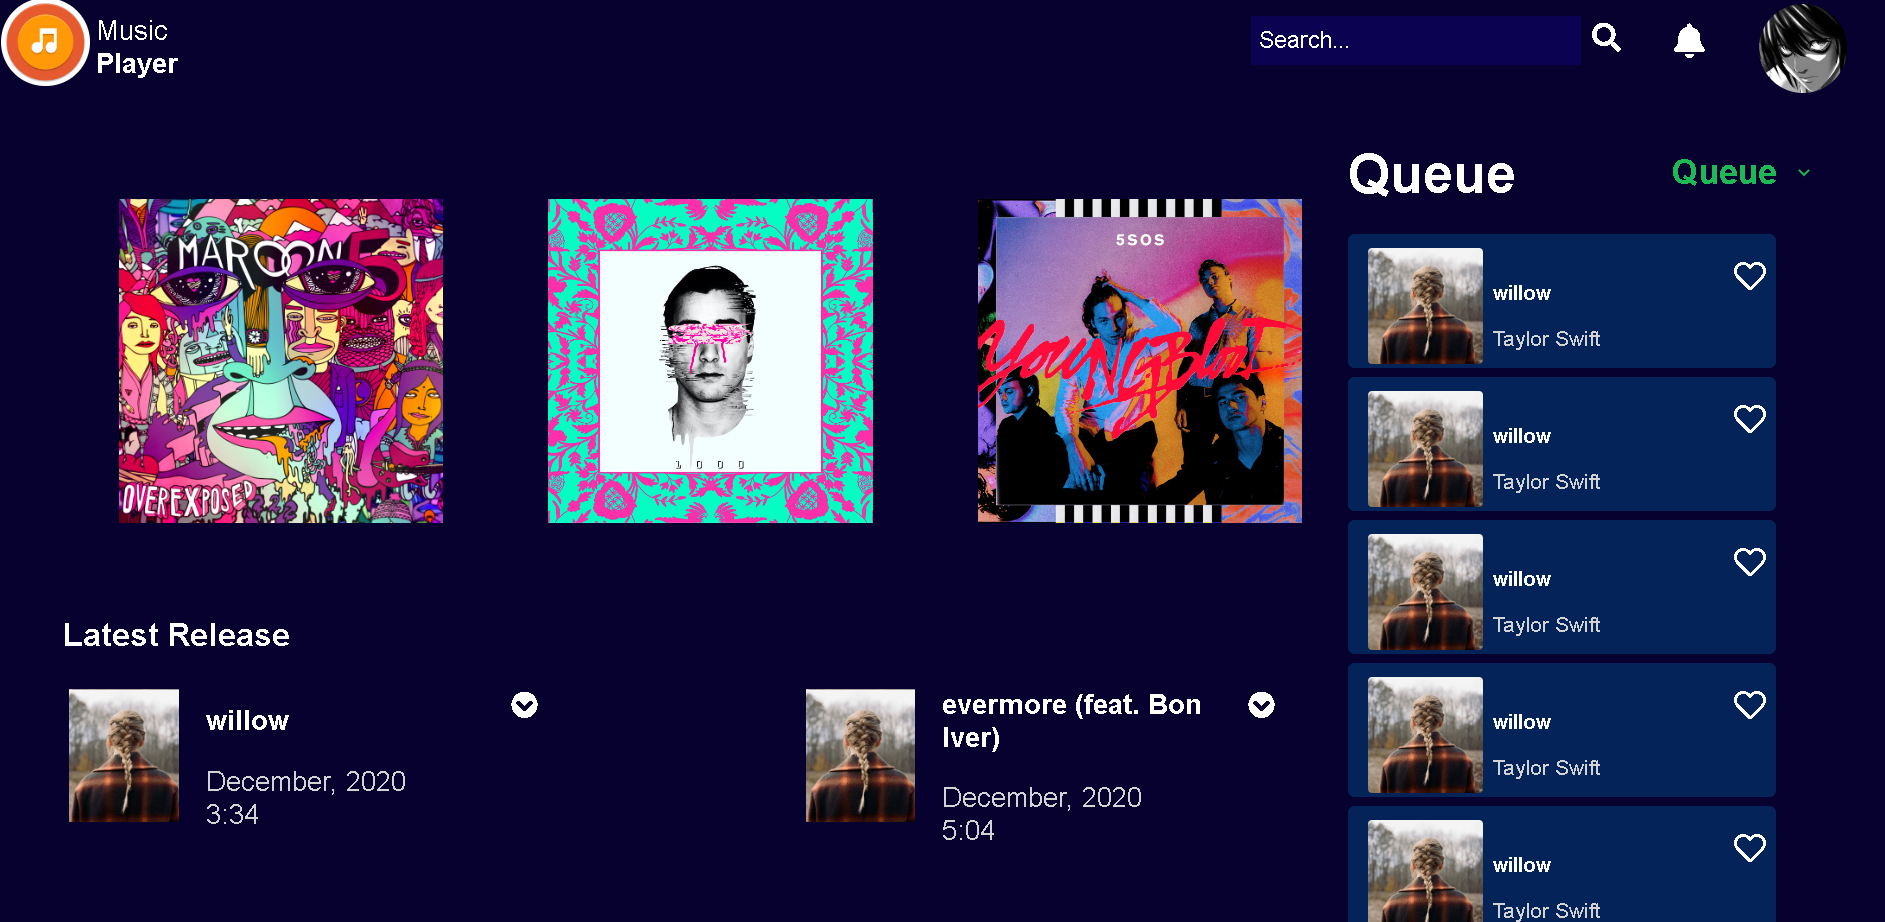 Music
Player
Search...
Queue
Queue
MAROON 5
OVEREXPOSED
1000
5SOS
YOUNGBLOOD
willow
Taylor Swift
willow
Taylor Swift
willow
Taylor Swift
willow
Taylor Swift
willow
Taylor Swift
Latest Release
willow
December, 2020
3:34
evermore (feat. Bon
Iver)
December, 2020
5:04